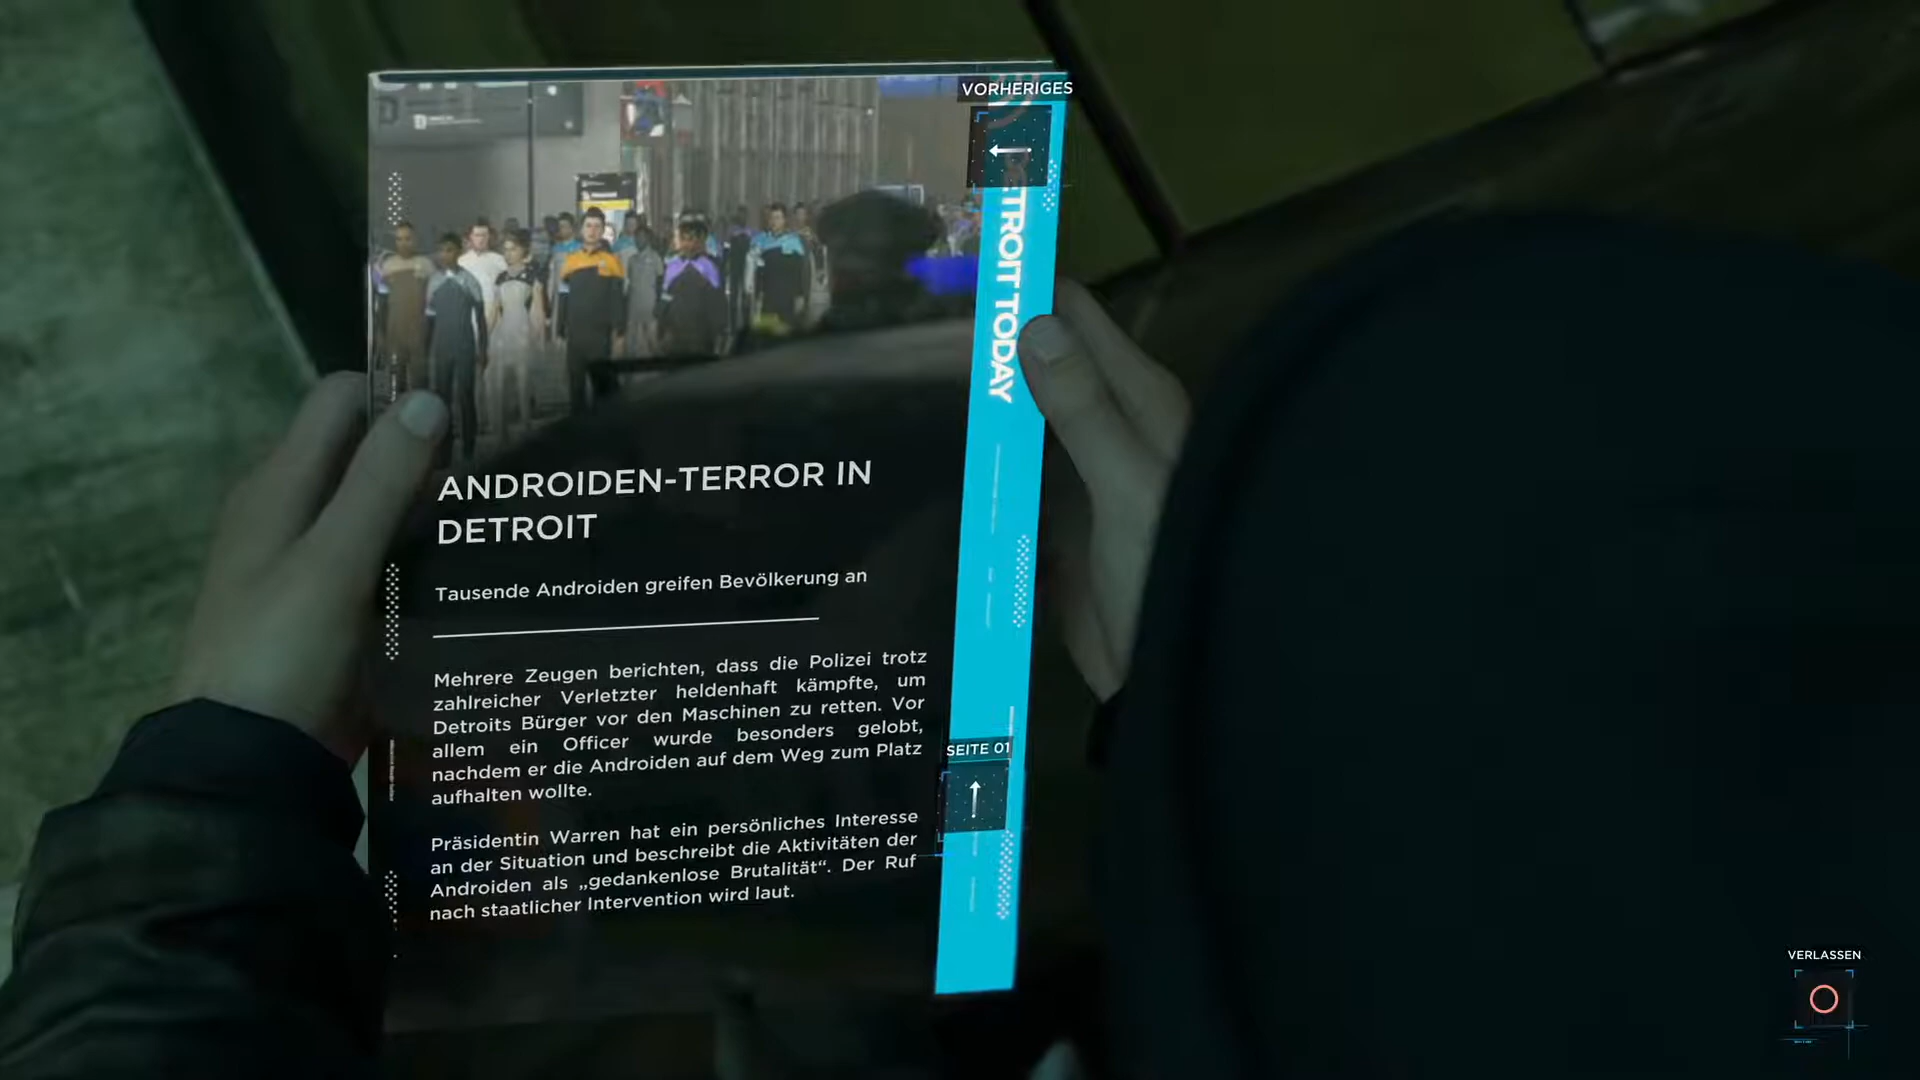 VORHERIGES
TROIT TODAY
ANDROIDEN-TERROR IN
DETROIT
Tausende Androiden greifen Bevölkerung an
Mehrere Zeugen berichten, dass die Polizei trotz
zahlreicher Verletzter heldenhaft kämpfte, um
Detroits Bürger vor den Maschinen zu retten. Vor
allem ein Officer wurde besonders gelobt,
nachdem er die Androiden auf dem Weg zum Platz
aufhalten wollte.
Präsidentin Warren hat ein persönliches Interesse
an der Situation und beschreibt die Aktivitäten der
Androiden als „gedankenlose Brutalität“. Der Ruf
nach staatlicher Intervention wird laut.
SEITE 01
VERLASSEN